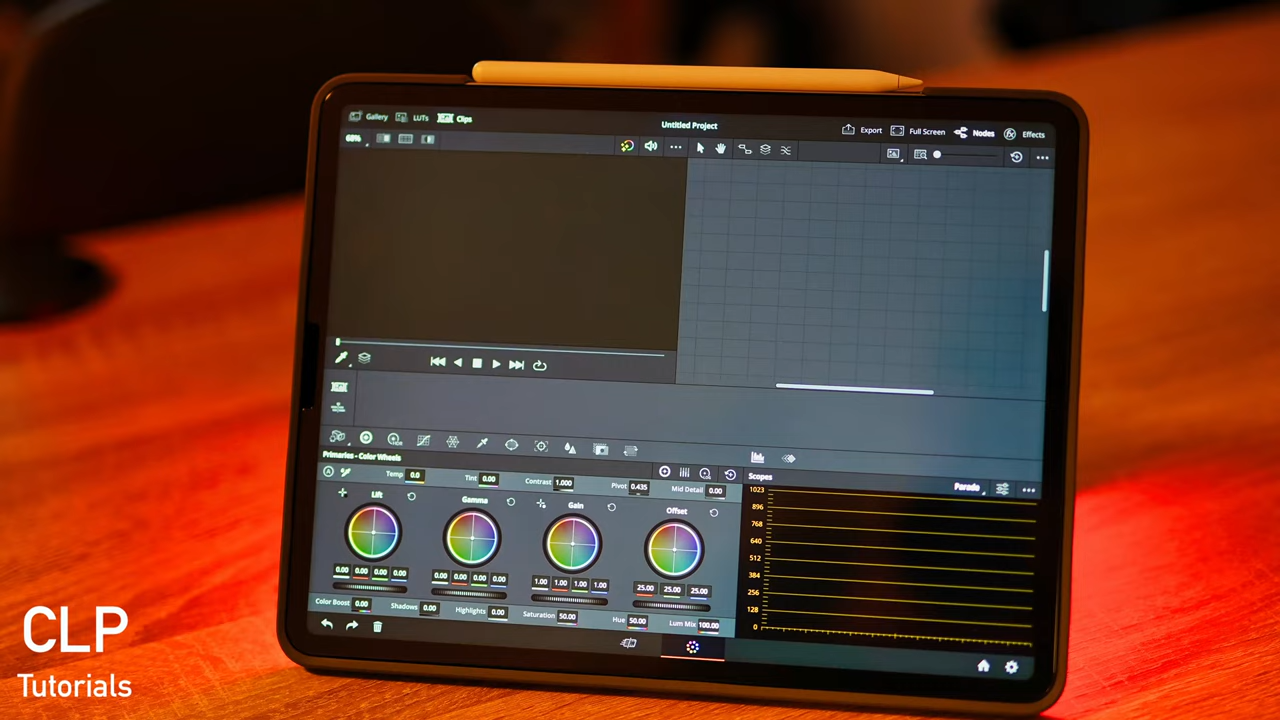 Gallery LUTs Clips Untitled Project Export Full Screen Nodes Effects
68%
Primaries - Color Wheels
Scopes
Parade
Temp 0.0 Tint 0.00 Contrast 1.000 Pivot 0.435 Mid Detail 0.00
Lift Gamma Gain Offset
HDR
A
0.00 0.00 0.00 0.00
0.00 0.00 0.00 0.00
1.00 1.00 1.00 1.00
25.00 25.00 25.00
Color Boost 0.00 Shadows 0.00 Highlights 0.00 Saturation 50.00 Hue 50.00 Lum Mix 100.00
1023
896
768
640
512
384
256
128
0
CLP
Tutorials